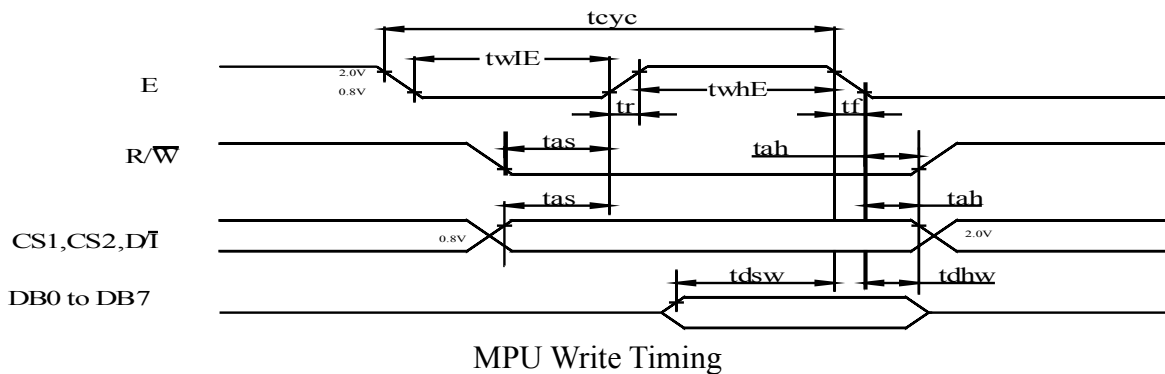 tcyc
twIE
2.0V
E
0.8V
twhE
tr
tf
R/W̅
tas
tah
tas
tah
CS1,CS2,D/I̅
0.8V
2.0V
tdsw
tdhw
DB0 to DB7
MPU Write Timing